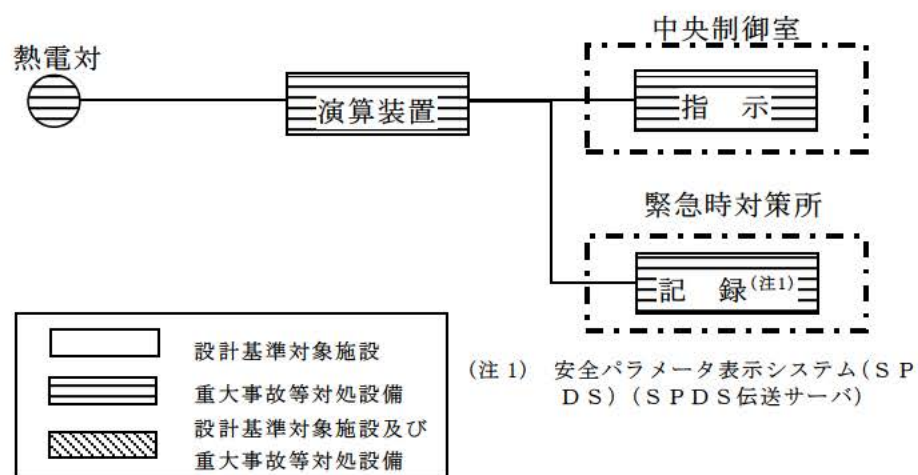 中央制御室
熱電対
演算装置
指　示
緊急時対策所
記　録(注1)
設計基準対象施設
重大事故等対処設備
設計基準対象施設及び
重大事故等対処設備
(注1)　安全パラメータ表示システム(ＳＰ
ＤＳ)(ＳＰＤＳ伝送サーバ)